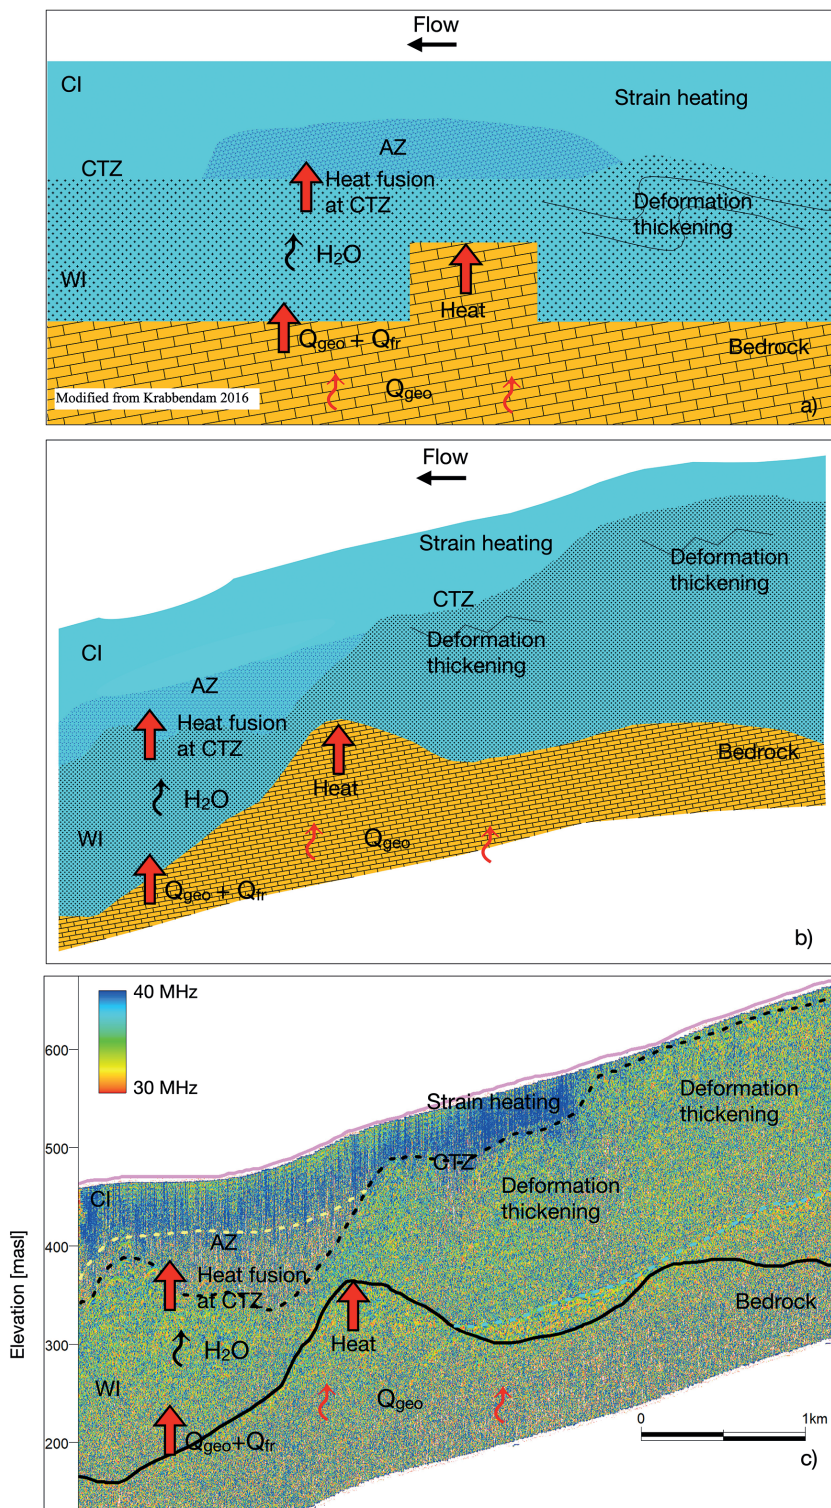 Flow
CI
Strain heating
AZ
CTZ
Heat fusion
at CTZ
Deformation
thickening
H2O
WI
Heat
Qgeo + Qfr
Bedrock
Qgeo
Modified from Krabbendam 2016
a)
Flow
Strain heating
Deformation
thickening
CTZ
Deformation
thickening
CI
AZ
Heat fusion
at CTZ
Bedrock
Heat
H2O
WI
Qgeo
Qgeo + Qfr
b)
40 MHz
30 MHz
600
500
400
300
200
Elevation [masl]
Strain heating
Deformation
thickening
CTZ
Deformation
thickening
CI
AZ
Heat fusion
at CTZ
Bedrock
Heat
H2O
WI
Qgeo
Qgeo+Qfr
0 1km
c)